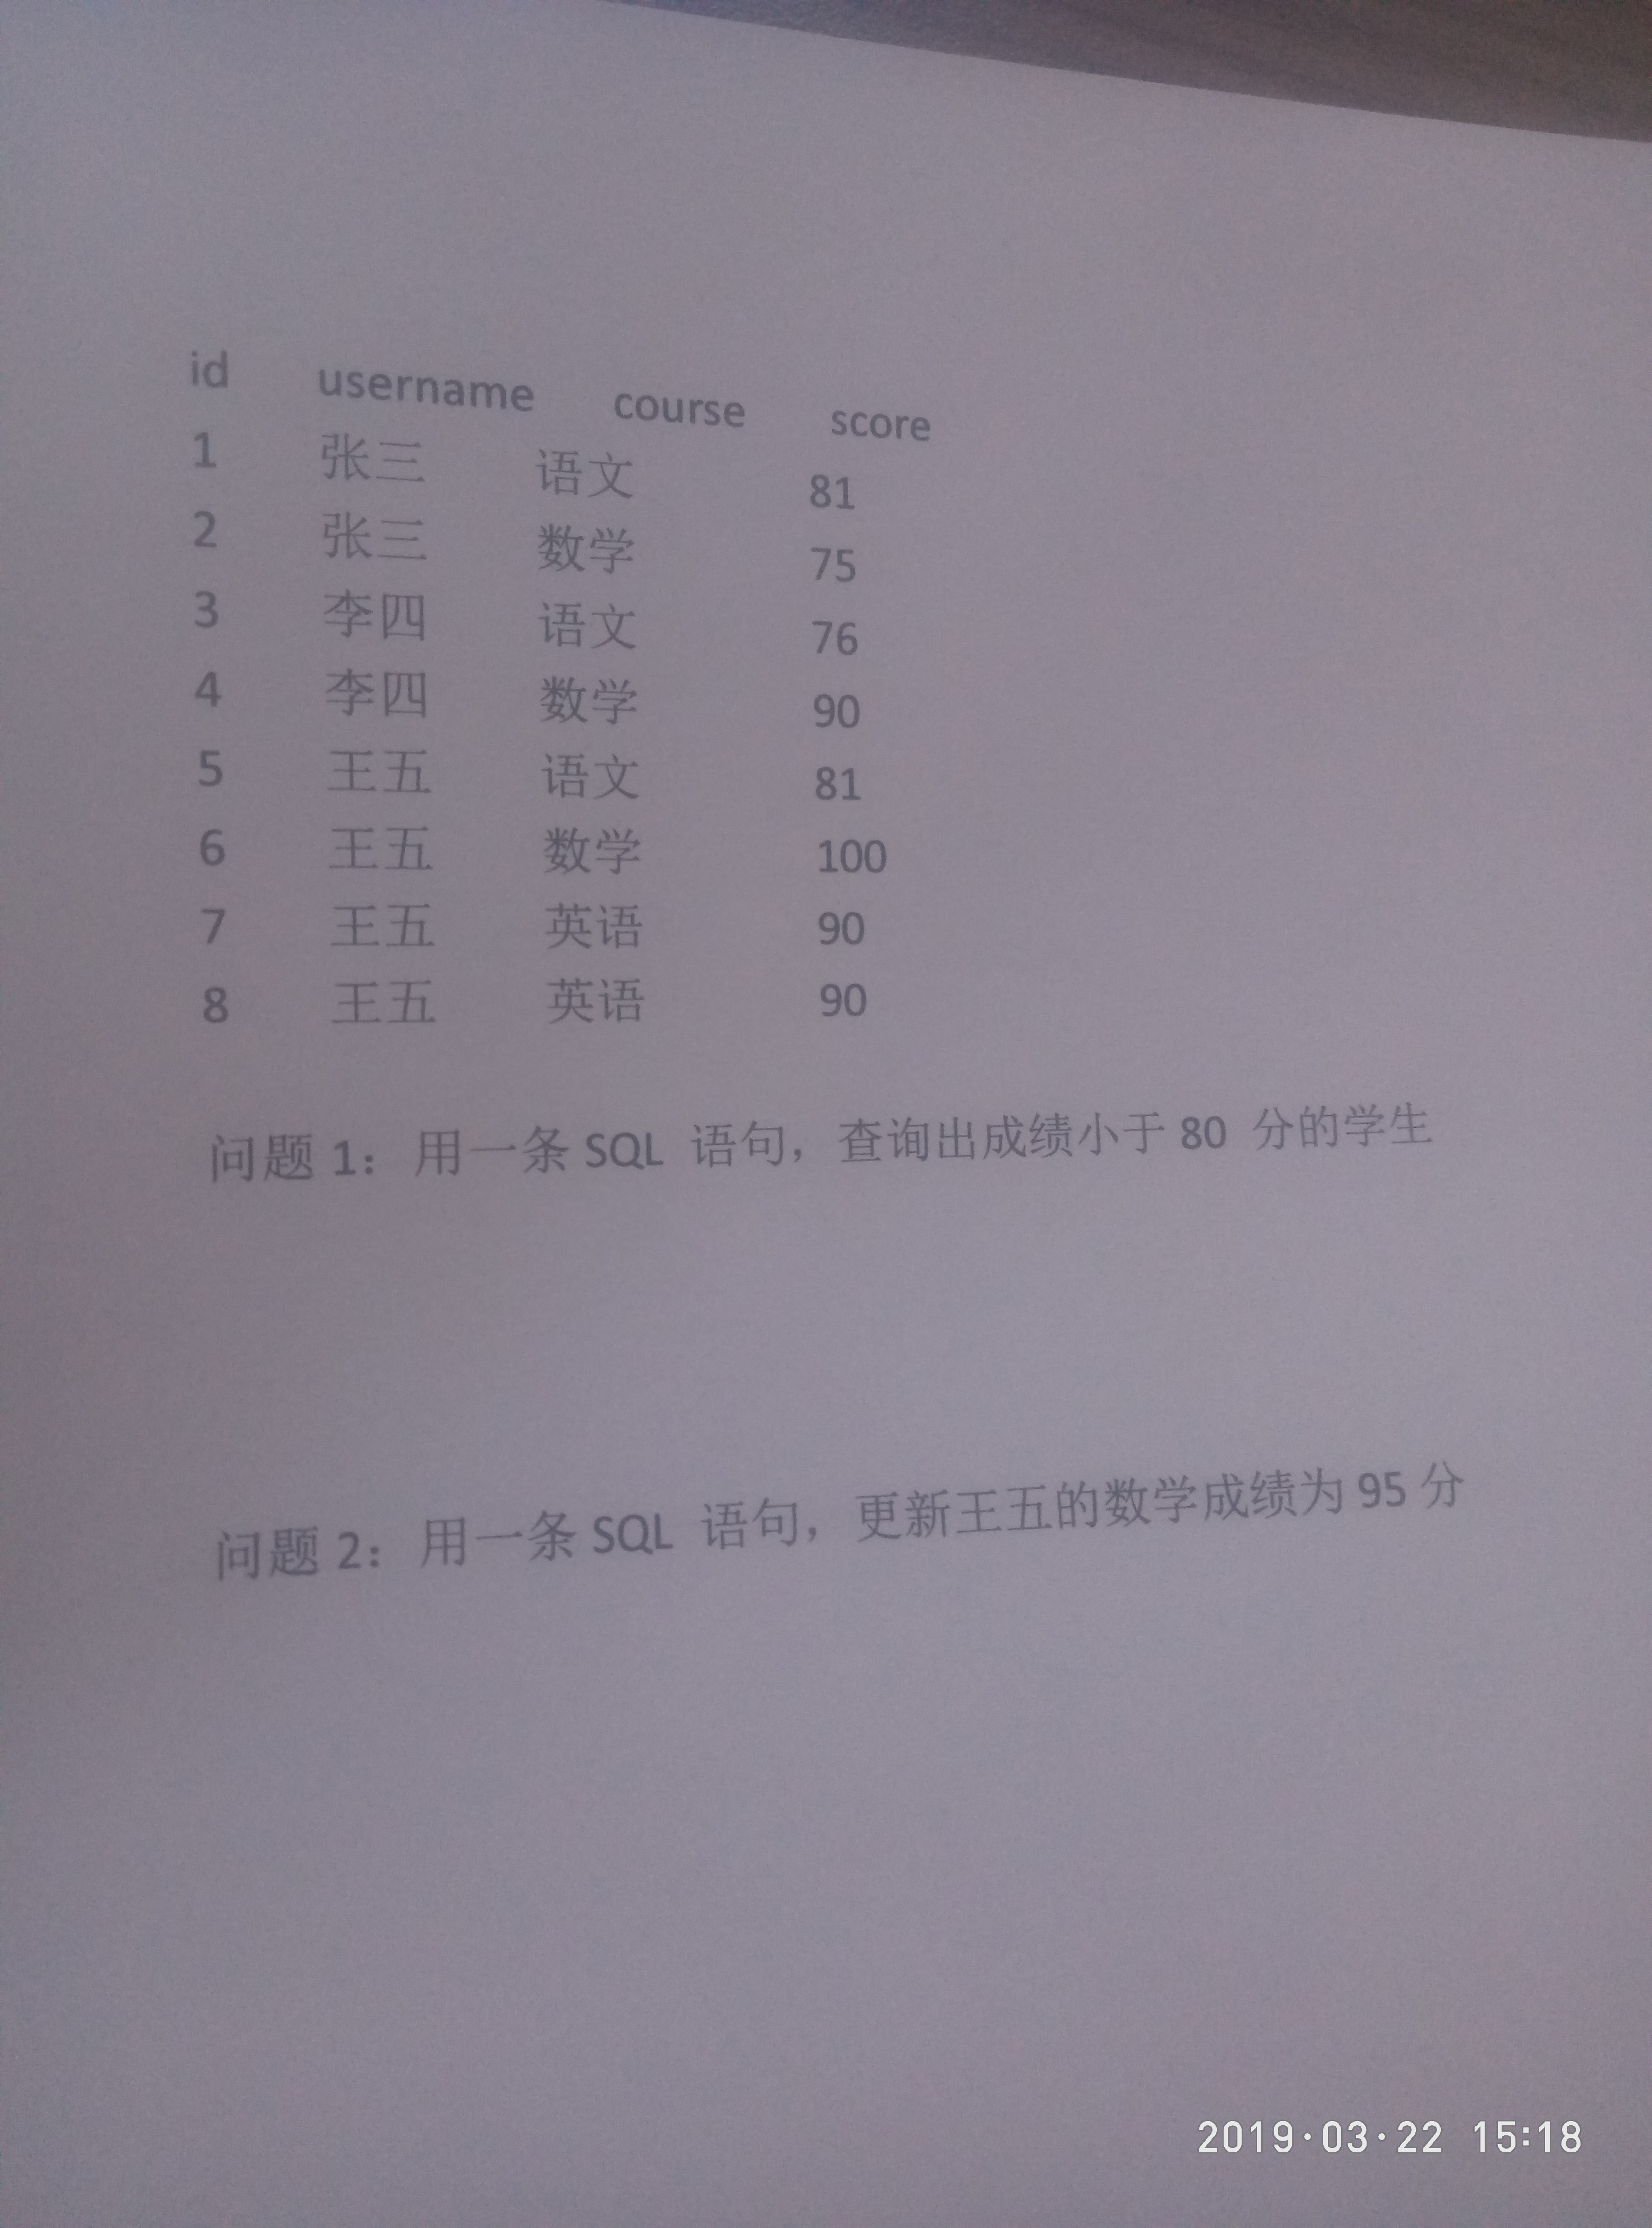 id username course score
1 张三 语文 81
2 张三 数学 75
3 李四 语文 76
4 李四 数学 90
5 王五 语文 81
6 王五 数学 100
7 王五 英语 90
8 王五 英语 90
问题 1：用一条 SQL 语句，查询出成绩小于 80 分的学生
问题 2：用一条 SQL 语句，更新王五的数学成绩为 95 分
2019·03·22 15:18